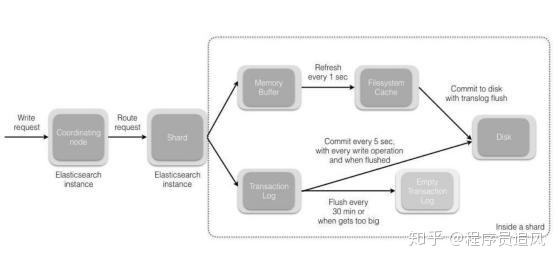 Write
request
Coordinating
node
Elasticsearch
instance
Route
request
Shard
Elasticsearch
instance
Memory
Buffer
Refresh
every 1 sec
Filesystem
Cache
Commit to disk
with translog flush
Disk
Commit every 5 sec,
with every write operation
and when flushed
Transaction
Log
Flush every
30 min or
when gets too big
Empty
Transaction
Log
Inside a shard
知乎 @程序员追风